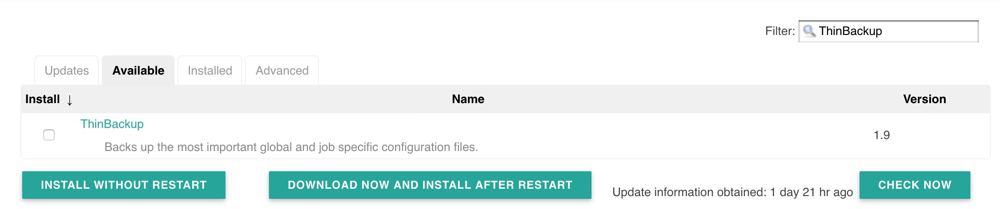 Filter: ThinBackup
Updates Available Installed Advanced
Install ↓ Name Version
ThinBackup
1.9
Backs up the most important global and job specific configuration files.
INSTALL WITHOUT RESTART DOWNLOAD NOW AND INSTALL AFTER RESTART Update information obtained: 1 day 21 hr ago CHECK NOW